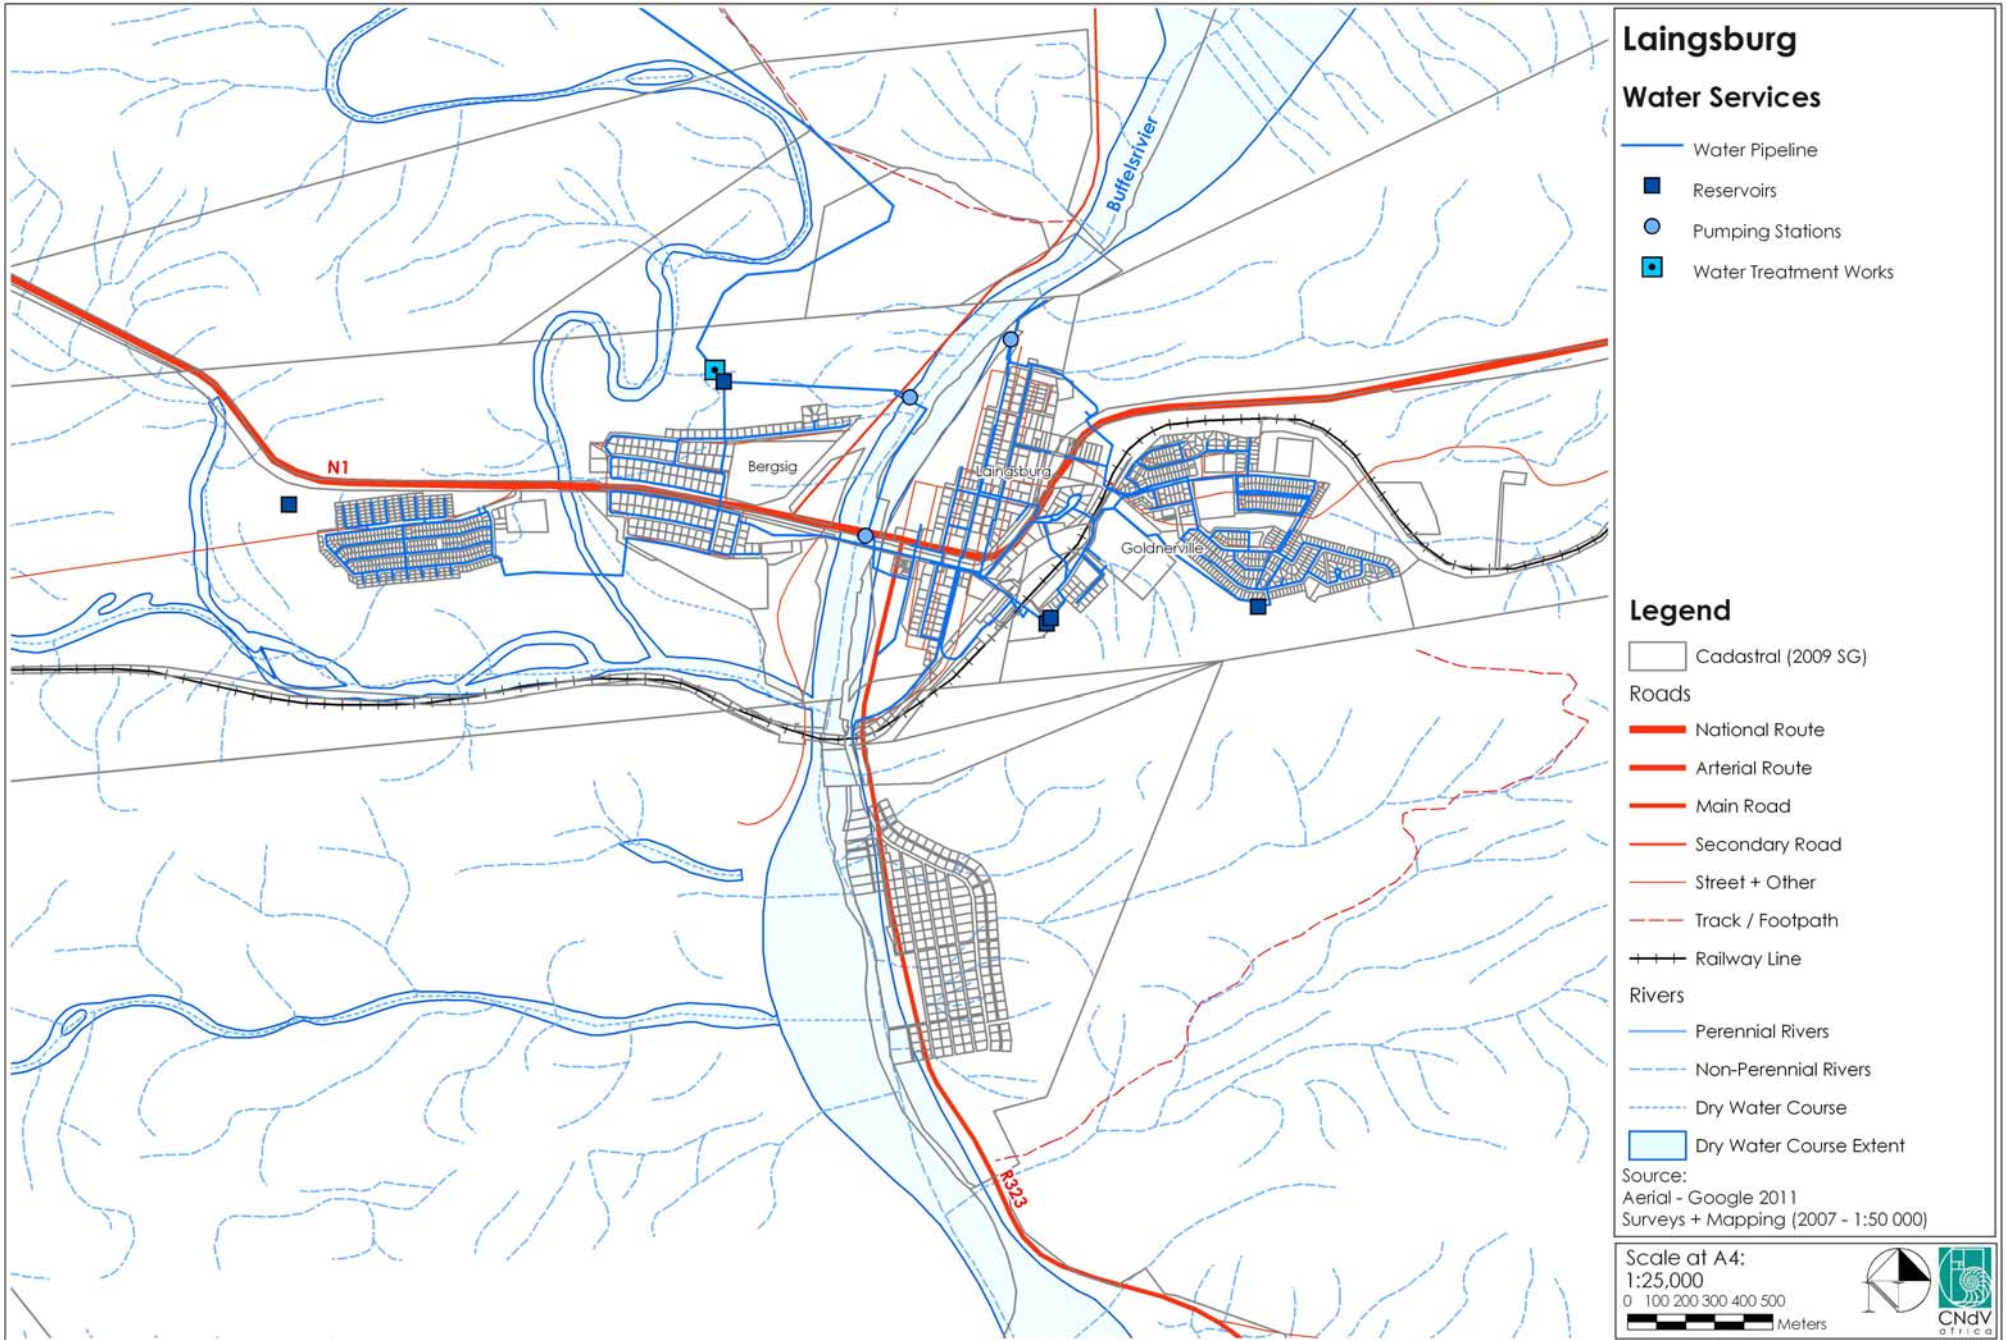 Laingsburg
Water Services
Water Pipeline
Reservoirs
Pumping Stations
Water Treatment Works
Buffelsrivier
N1
Bergsig
Laingsburg
Goldnerville
R323
Legend
Cadastral (2009 SG)
Roads
National Route
Arterial Route
Main Road
Secondary Road
Street + Other
Track / Footpath
Railway Line
Rivers
Perennial Rivers
Non-Perennial Rivers
Dry Water Course
Dry Water Course Extent
Source:
Aerial - Google 2011
Surveys + Mapping (2007 - 1:50 000)
Scale at A4:
1:25,000
0 100 200 300 400 500
Meters
CNdV
africa